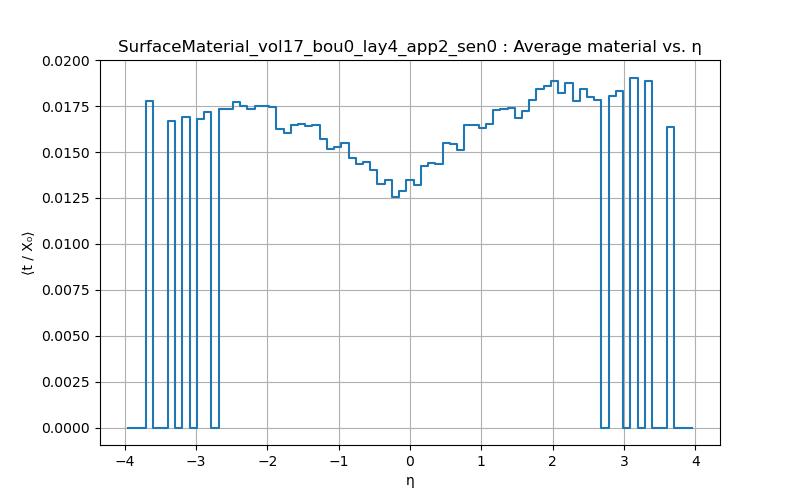 SurfaceMaterial_vol17_bou0_lay4_app2_sen0 : Average material vs. η
0.0200
0.0175
0.0150
0.0125
0.0100
0.0075
0.0050
0.0025
0.0000
⟨t / X₀⟩
−4 −3 −2 −1 0 1 2 3 4
η